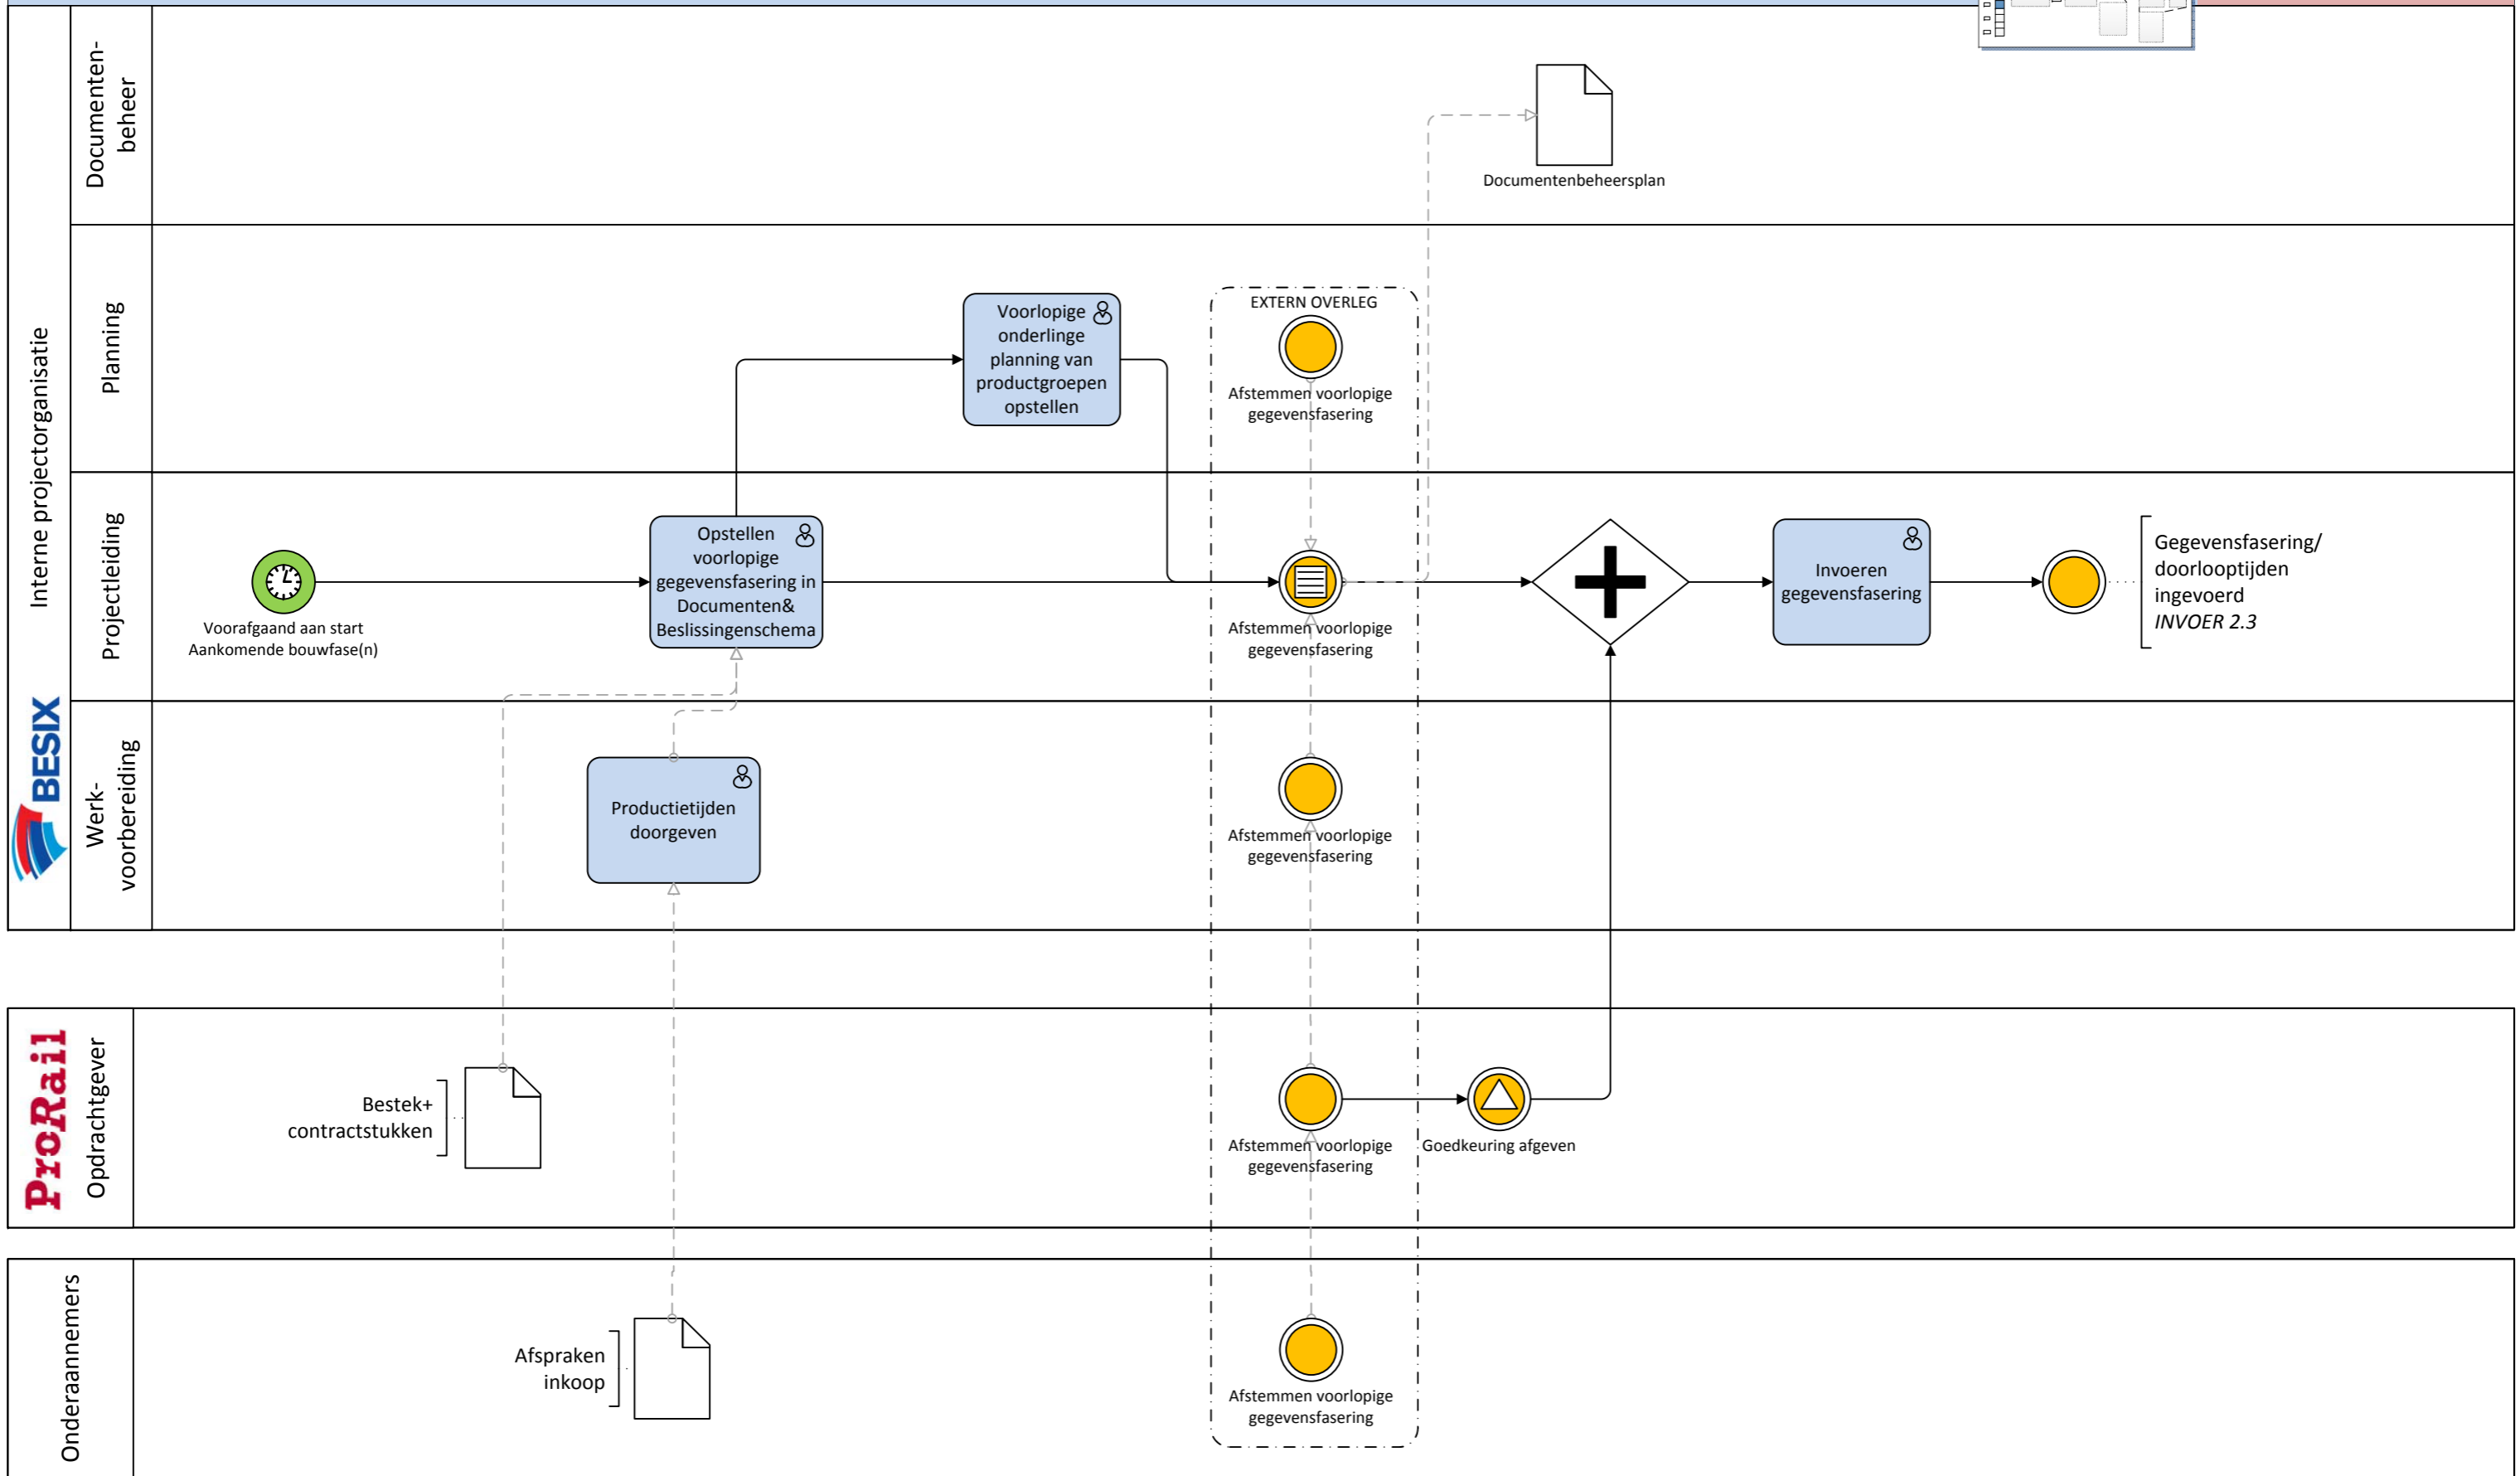 Interne projectorganisatie
BESIX
Documenten-
beheer
Documentenbeheersplan
Planning
Voorlopige
onderlinge
planning van
productgroepen
opstellen
EXTERN OVERLEG
Afstemmen voorlopige
gegevensfasering
Projectleiding
Voorafgaand aan start
Aankomende bouwfase(n)
Opstellen
voorlopige
gegevensfasering in
Documenten&
Beslissingenschema
Afstemmen voorlopige
gegevensfasering
Invoeren
gegevensfasering
Gegevensfasering/
doorlooptijden
ingevoerd
INVOER 2.3
Werk-
voorbereiding
Productietijden
doorgeven
Afstemmen voorlopige
gegevensfasering
ProRail
Opdrachtgever
Bestek+
contractstukken
Afstemmen voorlopige
gegevensfasering
Goedkeuring afgeven
Onderaannemers
Afspraken
inkoop
Afstemmen voorlopige
gegevensfasering